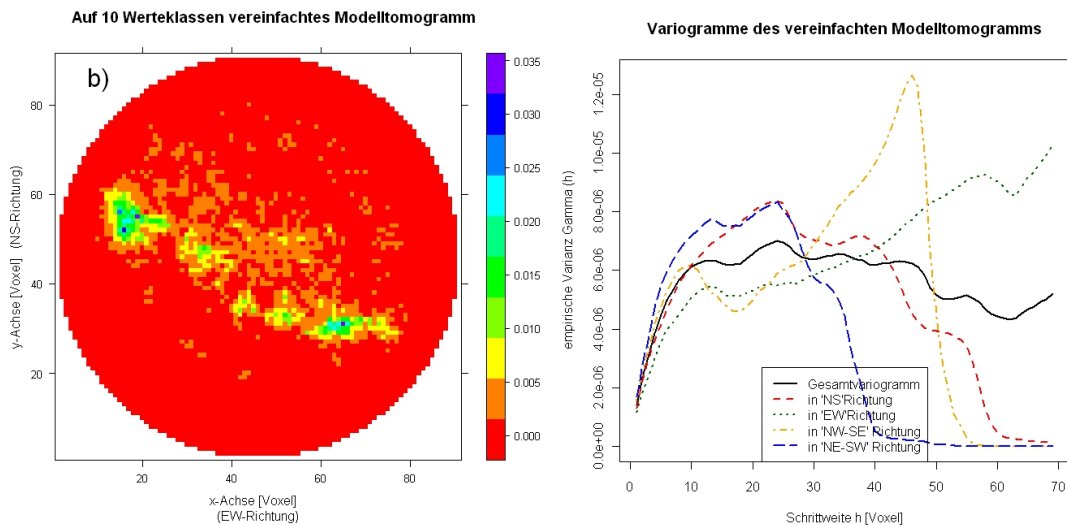 Auf 10 Werteklassen vereinfachtes Modelltomogramm
b)
y-Achse [Voxel] (NS-Richtung)
80
60
40
20
20
40
60
80
x-Achse [Voxel]
(EW-Richtung)
0.035
0.030
0.025
0.024
0.020
0.015
0.010
0.005
0.000
Variogramme des vereinfachten Modelltomogramms
empirische Varianz Gamma (h)
1.2e-05
1.0e-05
8.0e-06
6.0e-06
4.0e-06
2.0e-06
0.0e+00
Gesamtvariogramm
in 'NS'Richtung
in 'EW'Richtung
in 'NW-SE' Richtung
in 'NE-SW' Richtung
0
10
20
30
40
50
60
70
Schrittweite h [Voxel]